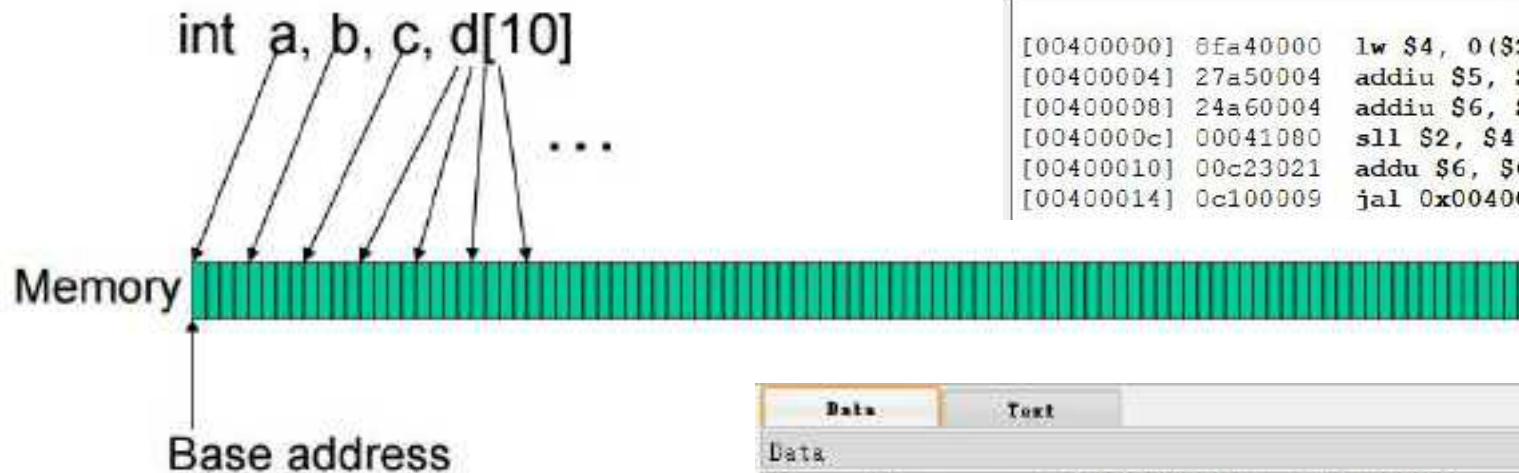 int a, b, c, d[10]
...
[00400000] 8fa40000 lw $4, 0($
[00400004] 27a50004 addiu $5,
[00400008] 24a60004 addiu $6,
[0040000c] 00041080 sll $2, $4
[00400010] 00c23021 addu $6,
[00400014] 0c100009 jal 0x0040
Memory
Base address
Data Text
Data